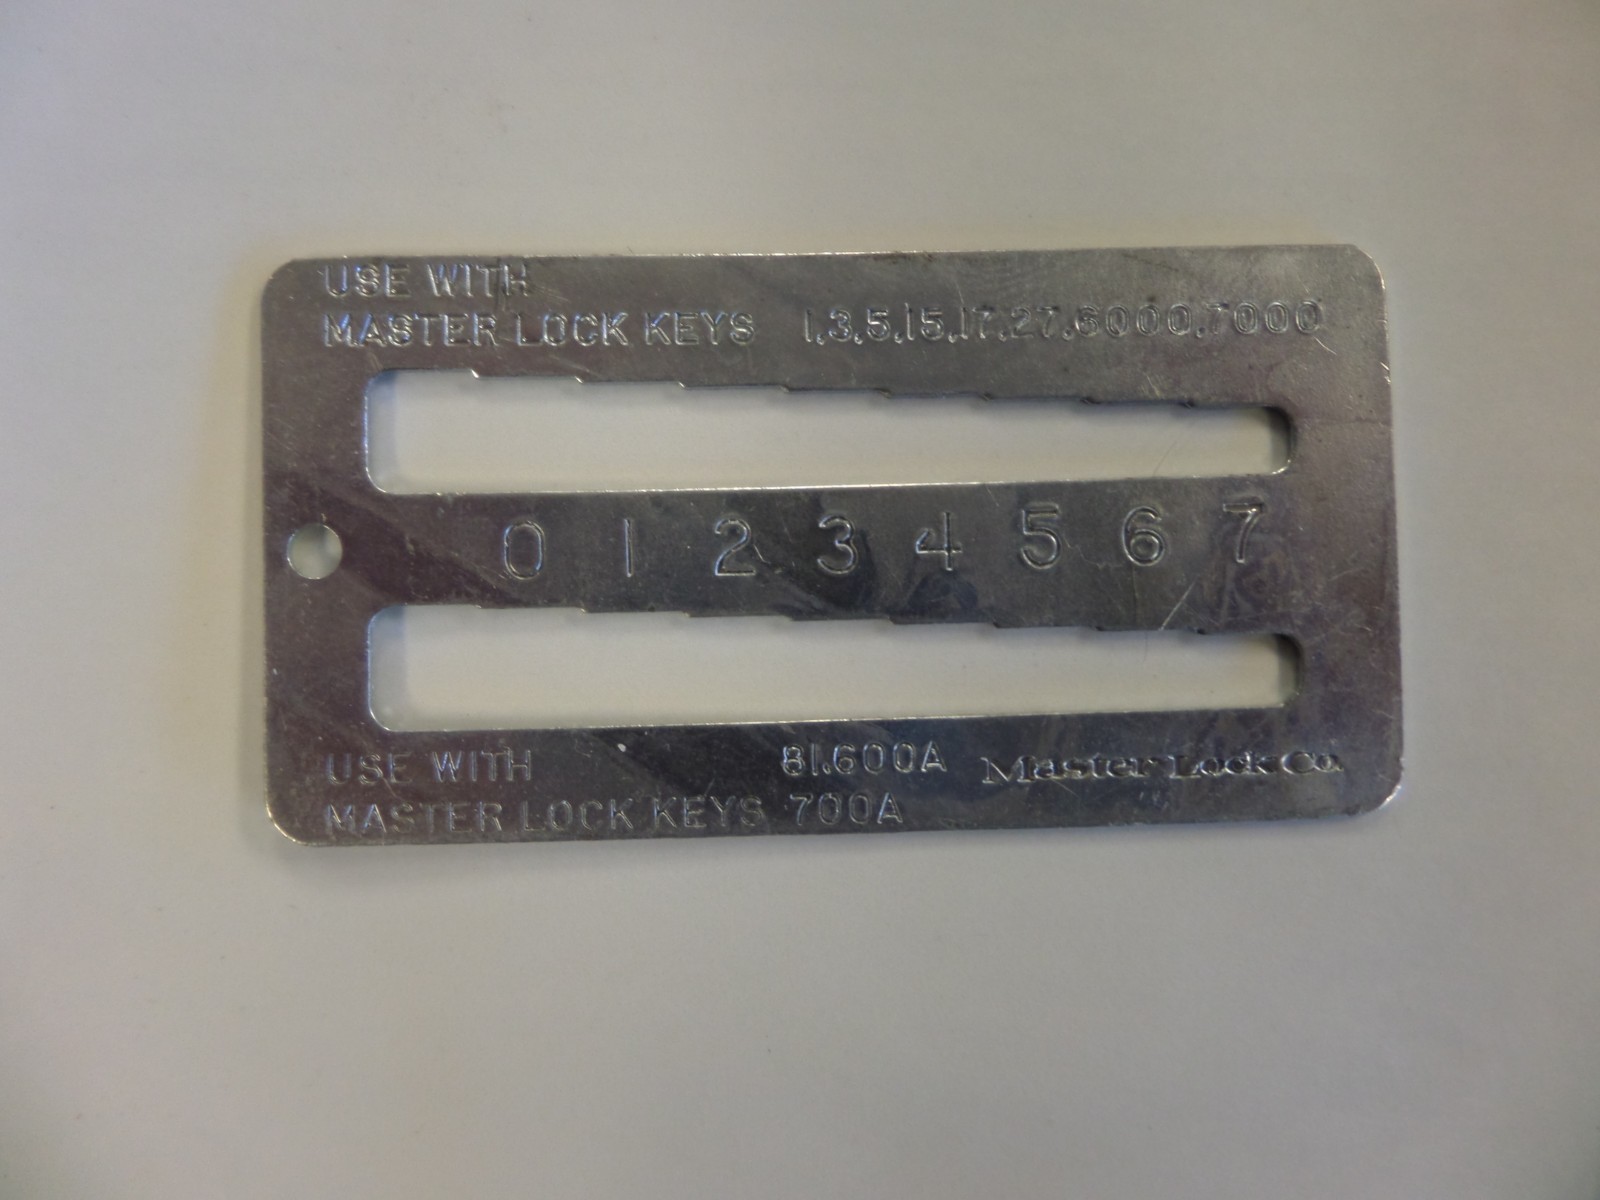 USE WITH
MASTER LOCK KEYS 1,3,5,15,17,27,6000,7000
0 1 2 3 4 5 6 7
USE WITH 81,600A Master Lock Co.
MASTER LOCK KEYS 700A